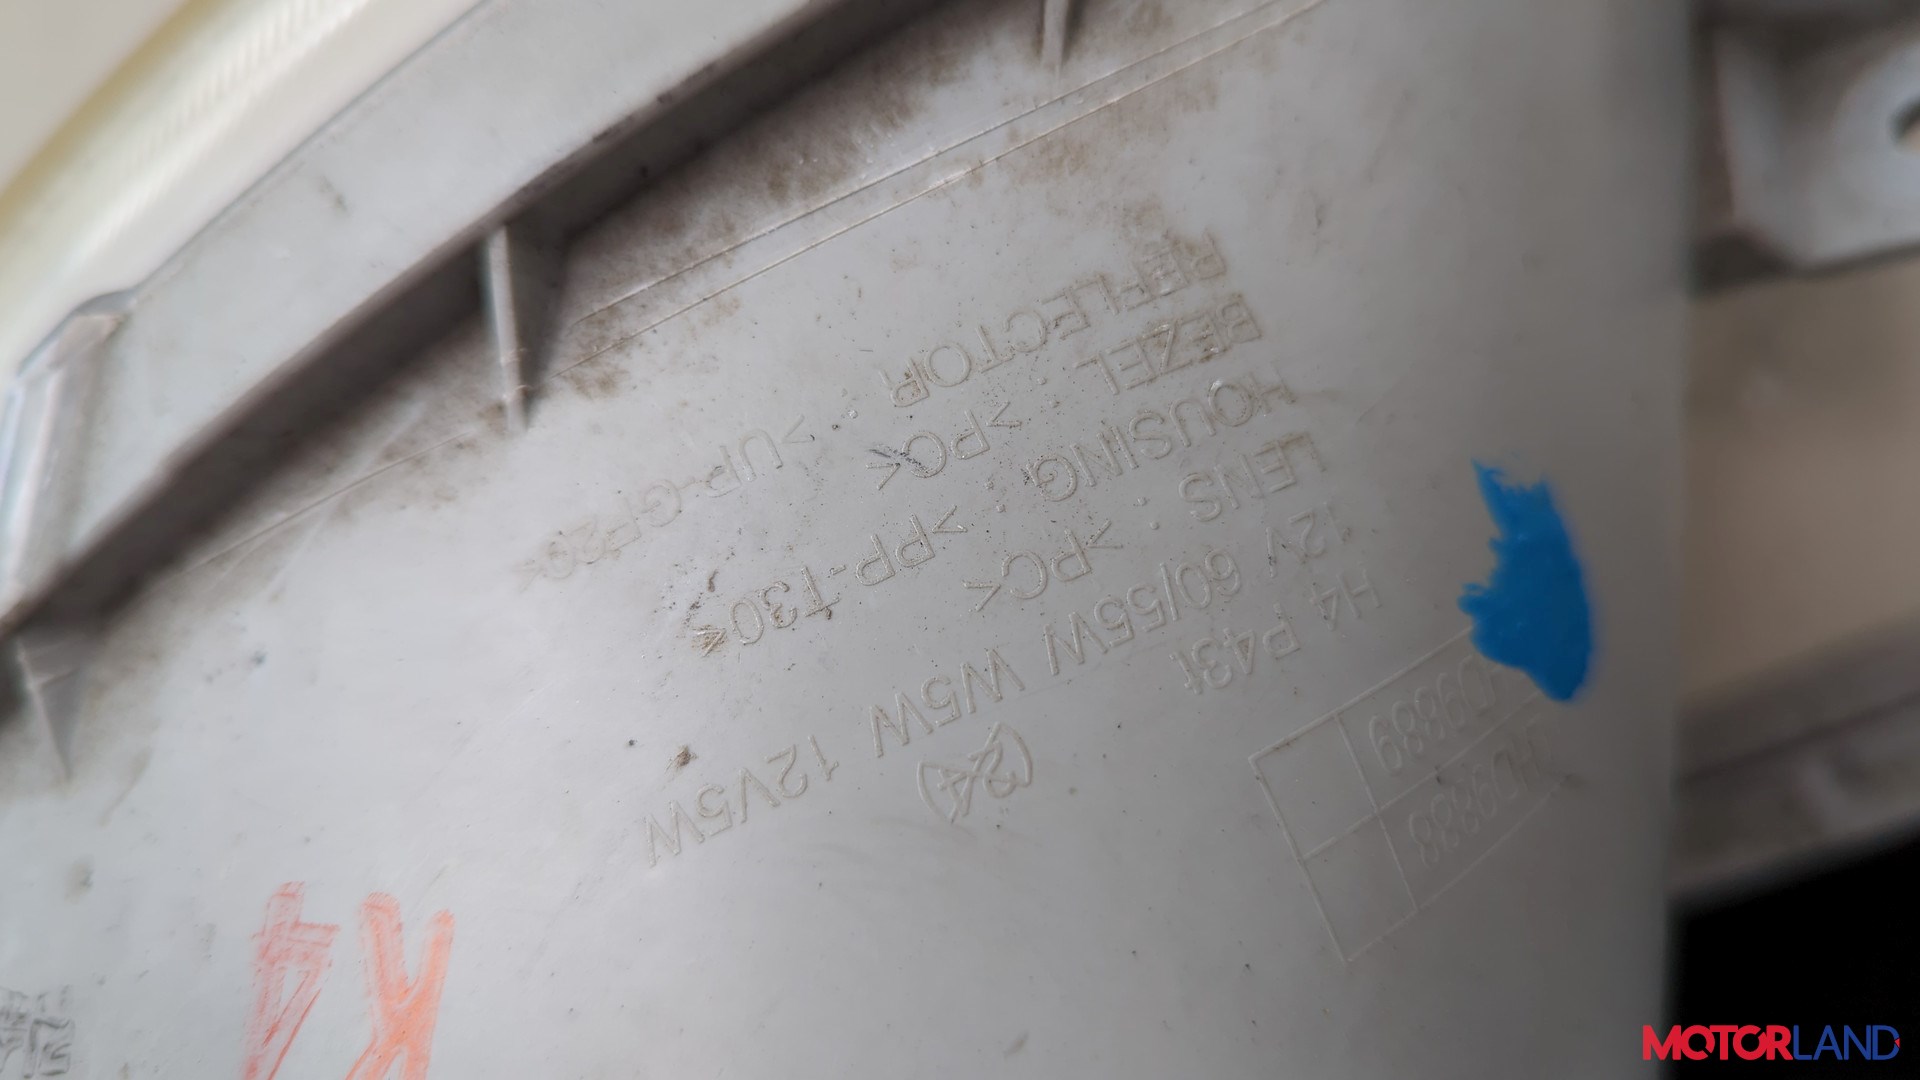 D9889
(24)
H4 P43t
12V 60/55W W5W 12V5W
LENS : >PC<
HOUSING : >PP-T30<
BEZEL : >PC<
REFLECTOR : >UP-GF20<
MOTORLAND